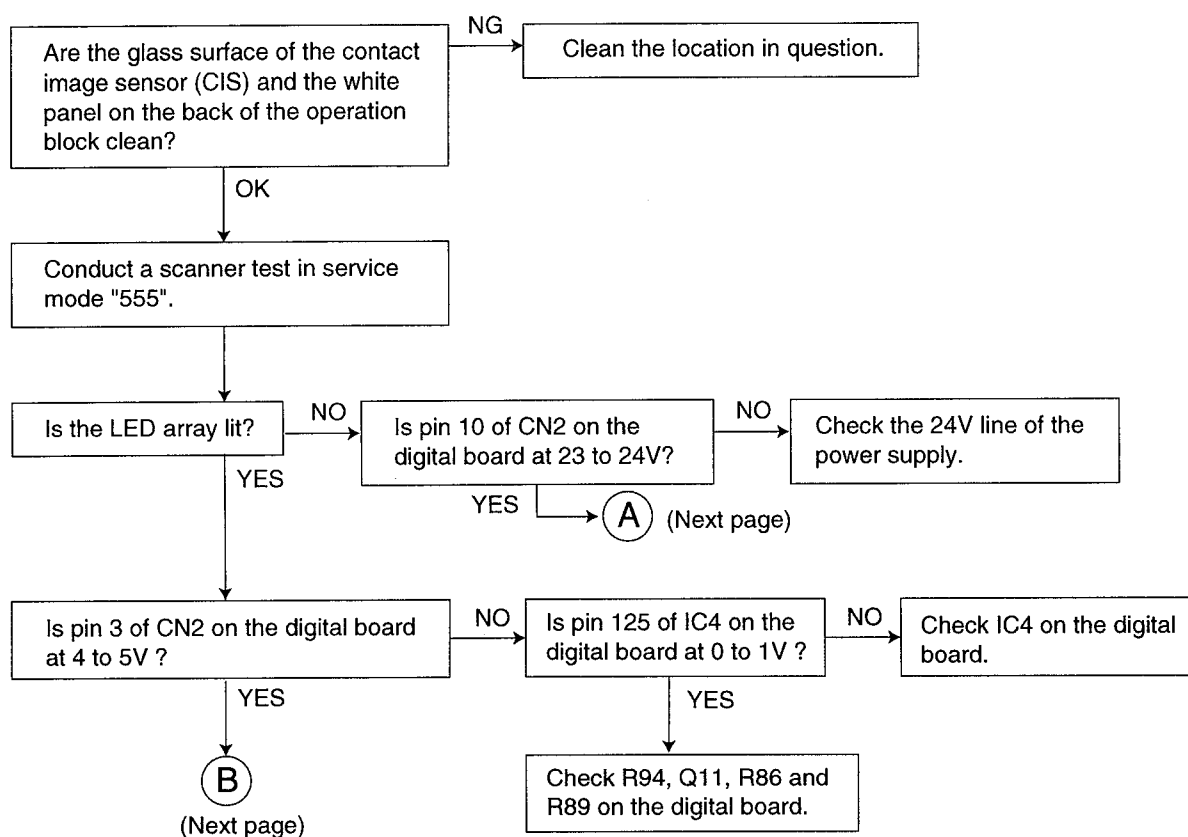 Are the glass surface of the contact
image sensor (CIS) and the white
panel on the back of the operation
block clean?
NG
Clean the location in question.
OK
Conduct a scanner test in service
mode "555".
Is the LED array lit?
NO
Is pin 10 of CN2 on the
digital board at 23 to 24V?
NO
Check the 24V line of the
power supply.
YES
YES
A
(Next page)
Is pin 3 of CN2 on the digital board
at 4 to 5V ?
NO
Is pin 125 of IC4 on the
digital board at 0 to 1V ?
NO
Check IC4 on the digital
board.
YES
YES
B
(Next page)
Check R94, Q11, R86 and
R89 on the digital board.